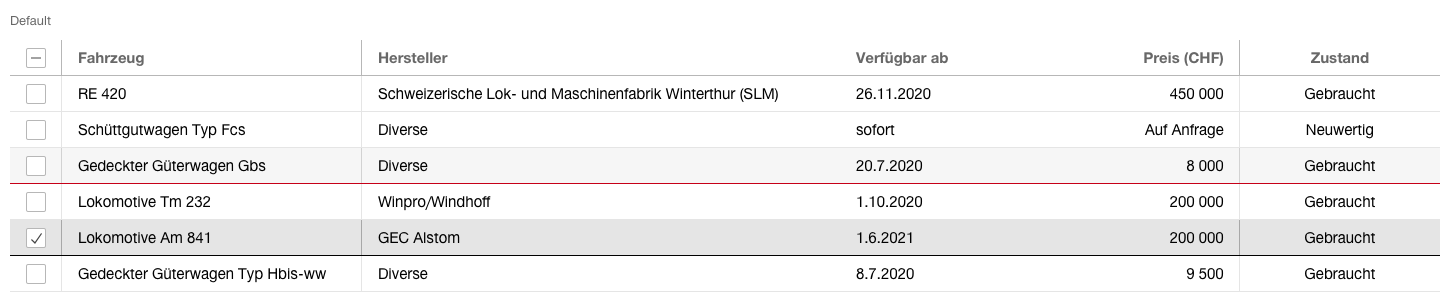 Default
Fahrzeug Hersteller Verfügbar ab Preis (CHF) Zustand
RE 420 Schweizerische Lok- und Maschinenfabrik Winterthur (SLM) 26.11.2020 450 000 Gebraucht
Schüttgutwagen Typ Fcs Diverse sofort Auf Anfrage Neuwertig
Gedeckter Güterwagen Gbs Diverse 20.7.2020 8 000 Gebraucht
Lokomotive Tm 232 Winpro/Windhoff 1.10.2020 200 000 Gebraucht
Lokomotive Am 841 GEC Alstom 1.6.2021 200 000 Gebraucht
Gedeckter Güterwagen Typ Hbis-ww Diverse 8.7.2020 9 500 Gebraucht